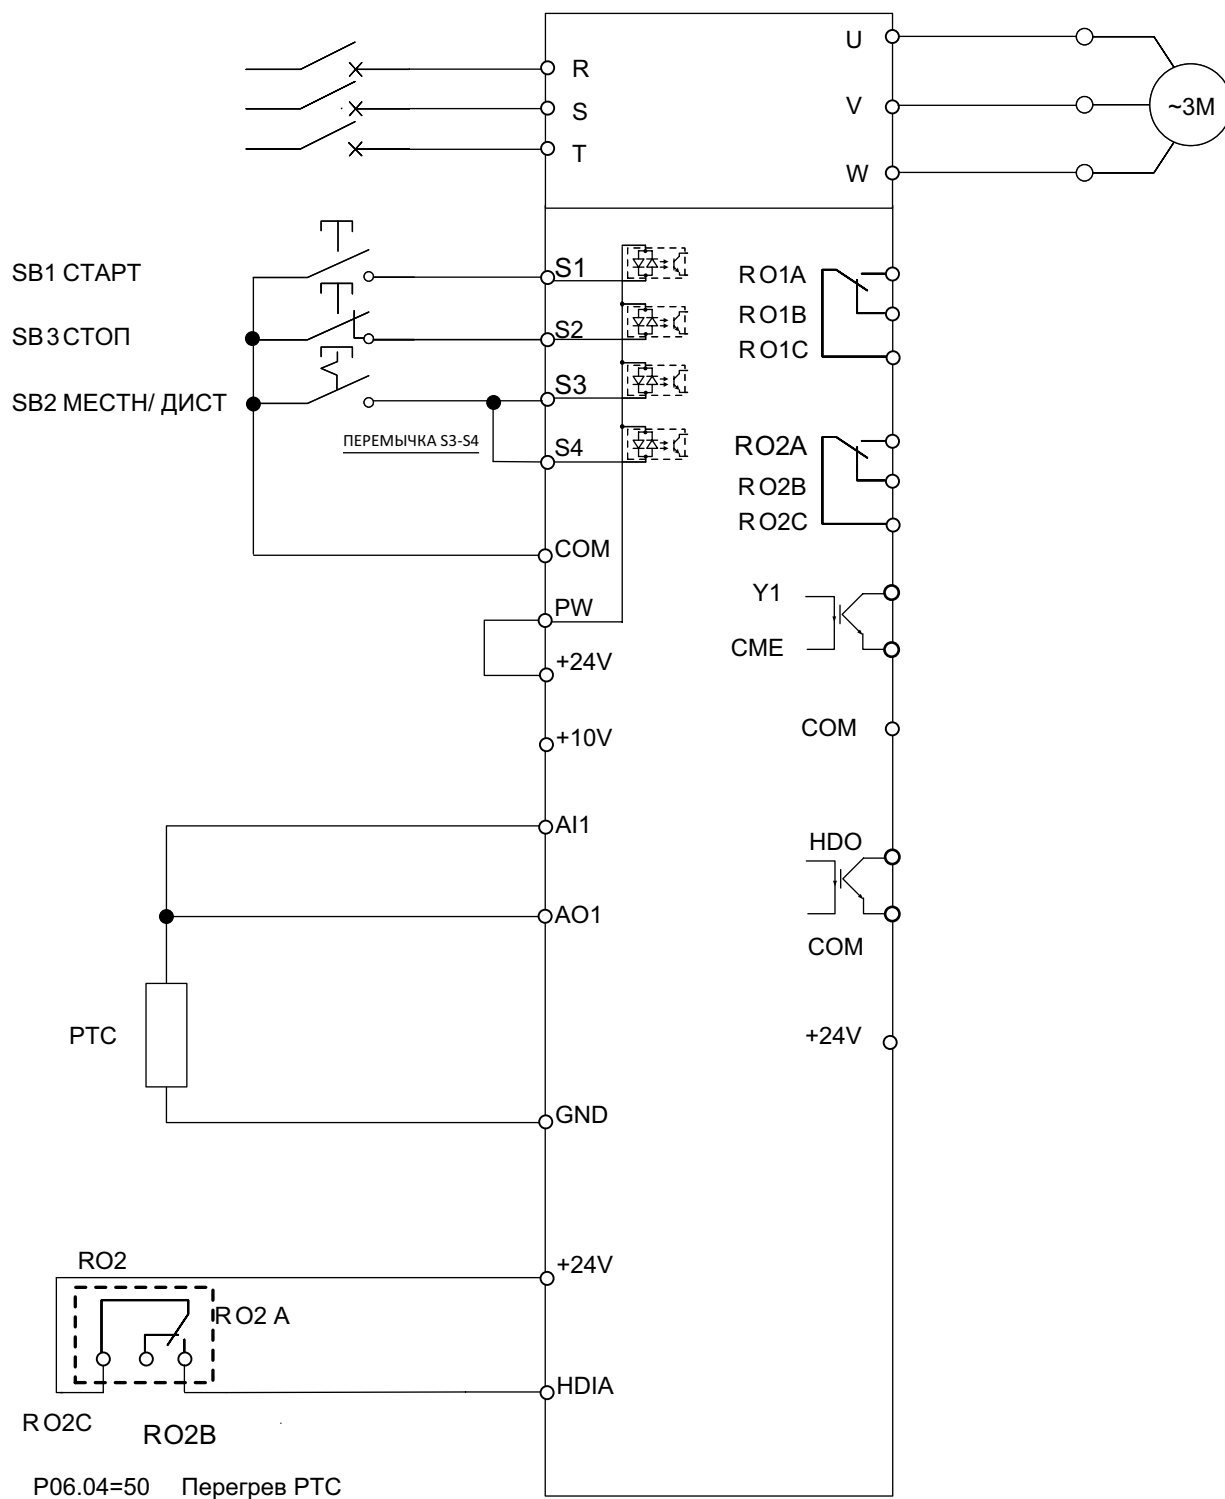 U
R
~3M
S
V
T
W
SB1 СТАРТ
S1
RO1A
RO1B
SB3 СТОП
S2
RO1C
S3
SB2 МЕСТН/ ДИСТ
ПЕРЕМЫЧКА S3-S4
S4
RO2A
RO2B
RO2C
COM
PW
Y1
+24V
CME
+10V
COM
AI1
HDO
AO1
COM
PTC
+24V
GND
RO2
+24V
RO2 A
HDIA
RO2C
RO2B
P06.04=50 Перегрев PTC